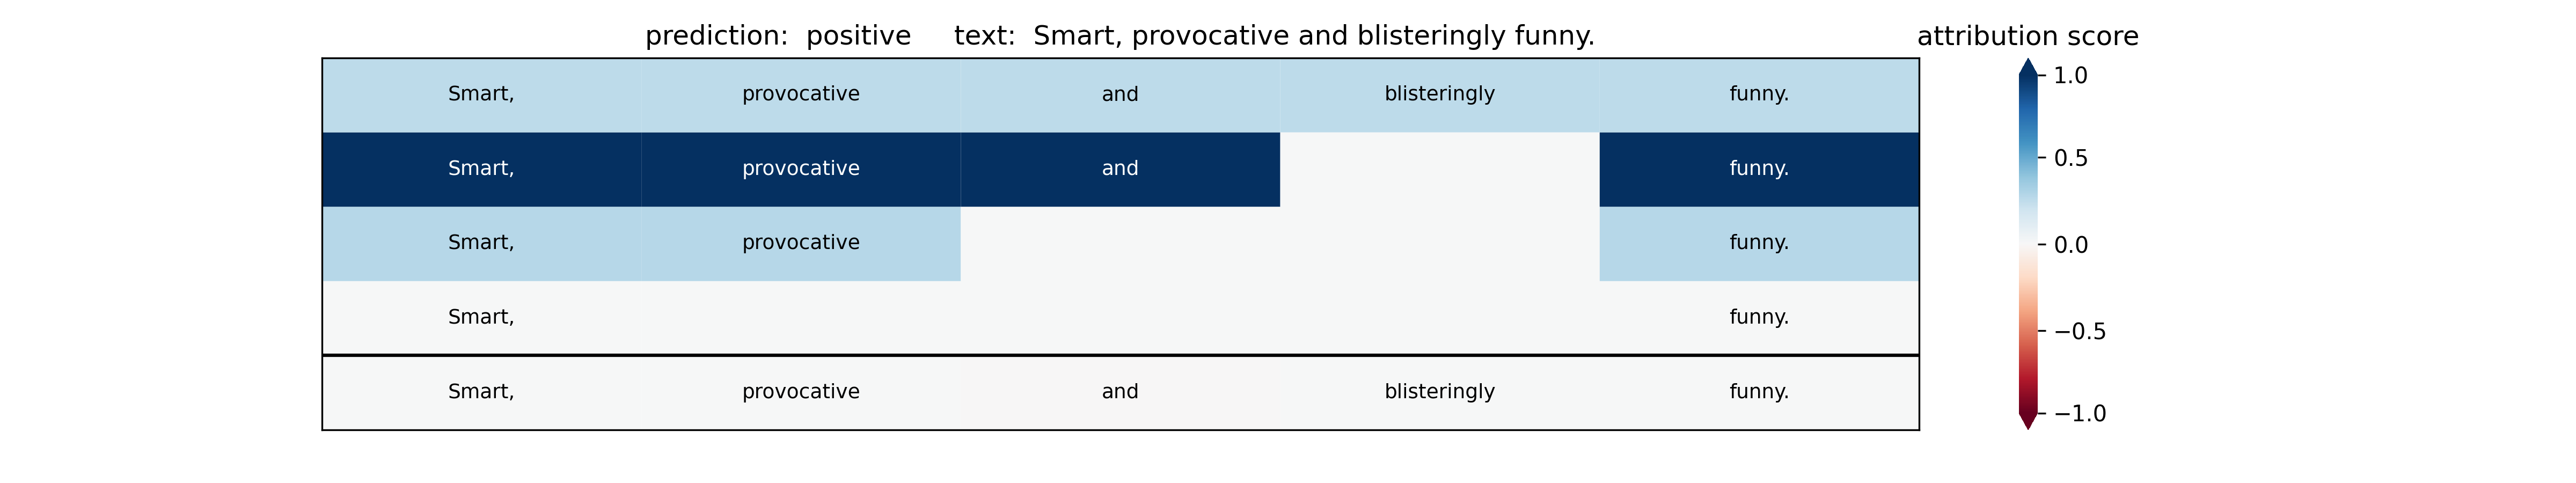 prediction:  positive     text:  Smart, provocative and blisteringly funny.
attribution score
Smart, provocative and blisteringly funny.
Smart, provocative and funny.
Smart, provocative funny.
Smart, funny.
Smart, provocative and blisteringly funny.
1.0
0.5
0.0
−0.5
−1.0